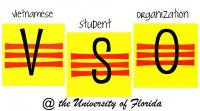 vietnamese
student
organization
V S O
@ the University of Florida